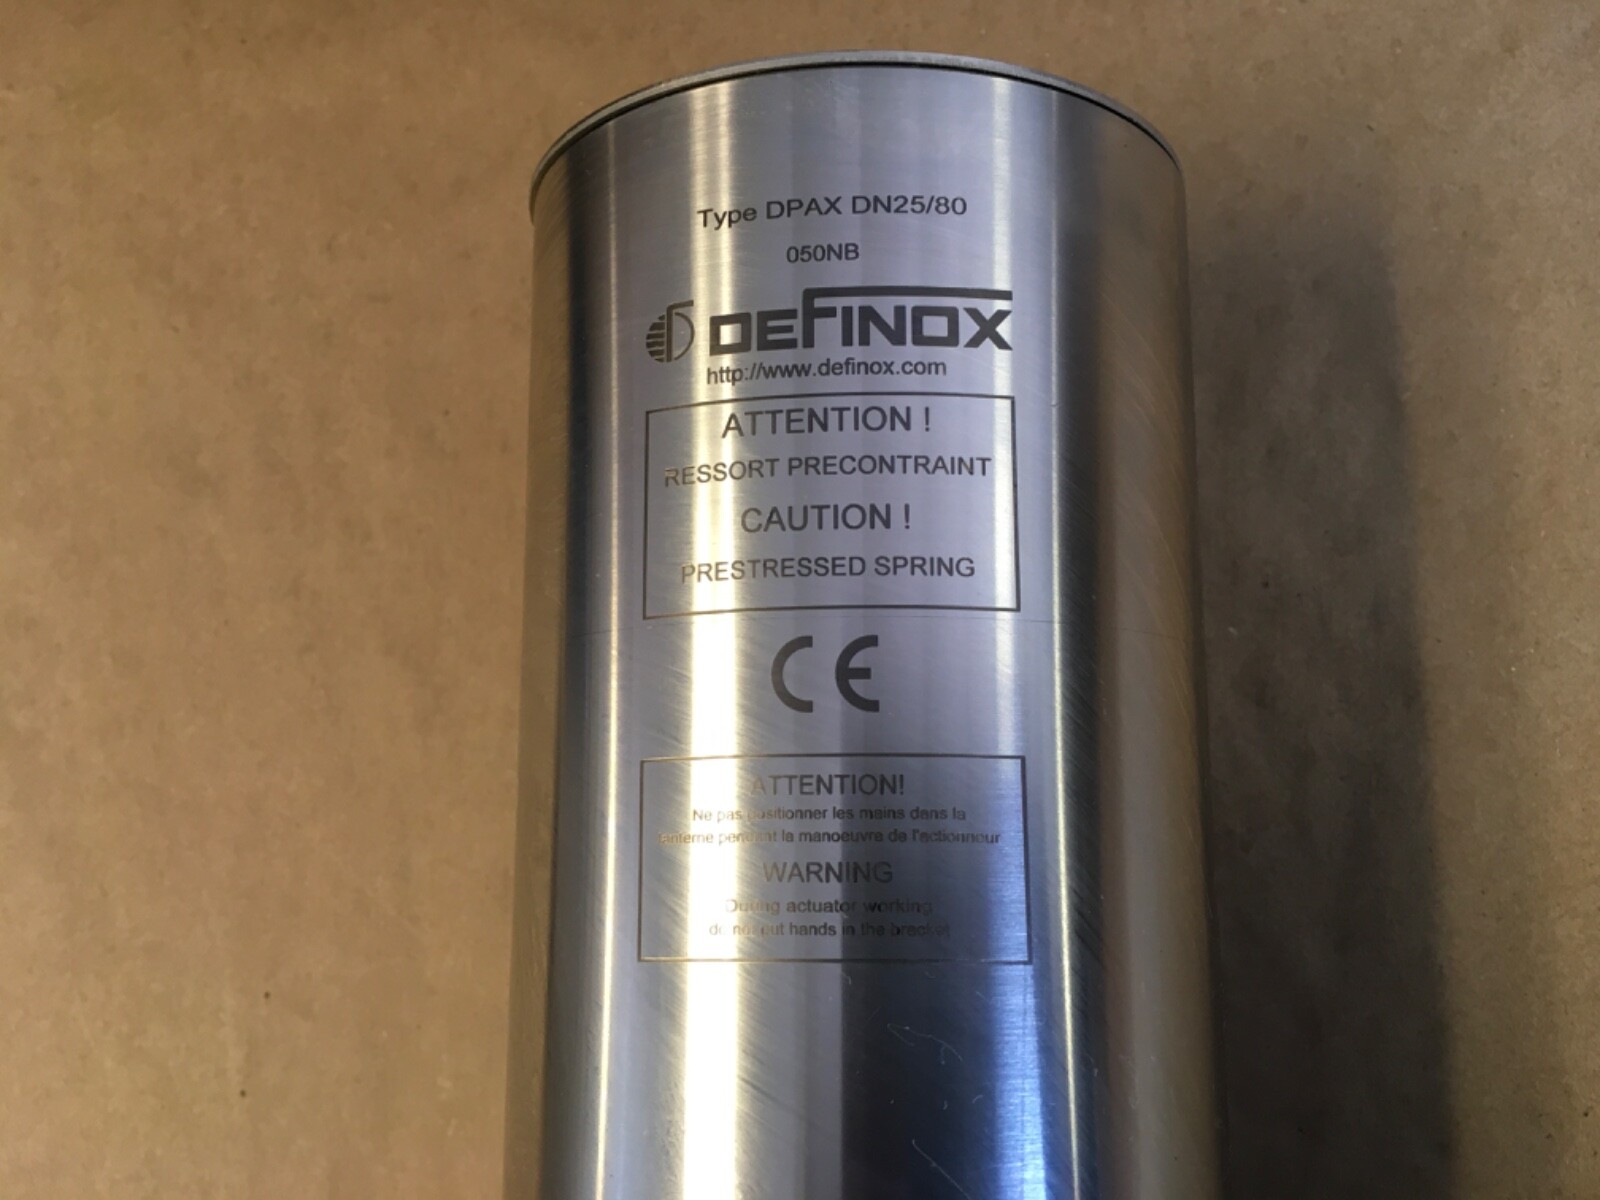 Type DPAX DN25/80
050NB
DEFINOX
http://www.definox.com
ATTENTION !
RESSORT PRECONTRAINT
CAUTION !
PRESTRESSED SPRING
CE
ATTENTION!
Ne pas positionner les mains dans la
lanterne pendant la manoeuvre de l'actionneur
WARNING
During actuator working
do not put hands in the bracket